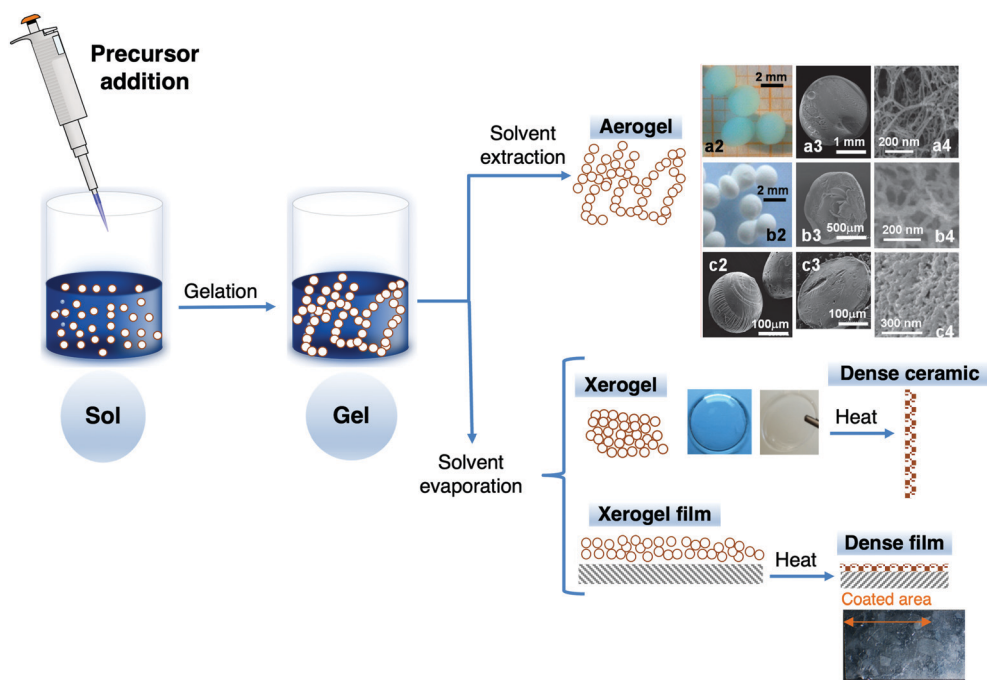 Precursor
addition
Gelation
Sol
Gel
Solvent
extraction
Aerogel
2 mm
a2
a3
1 mm
200 nm
a4
2 mm
b2
500μm
b3
200 nm
b4
c2
100μm
c3
100μm
300 nm
c4
Solvent
evaporation
Xerogel
Heat
Dense ceramic
Xerogel film
Heat
Dense film
Coated area